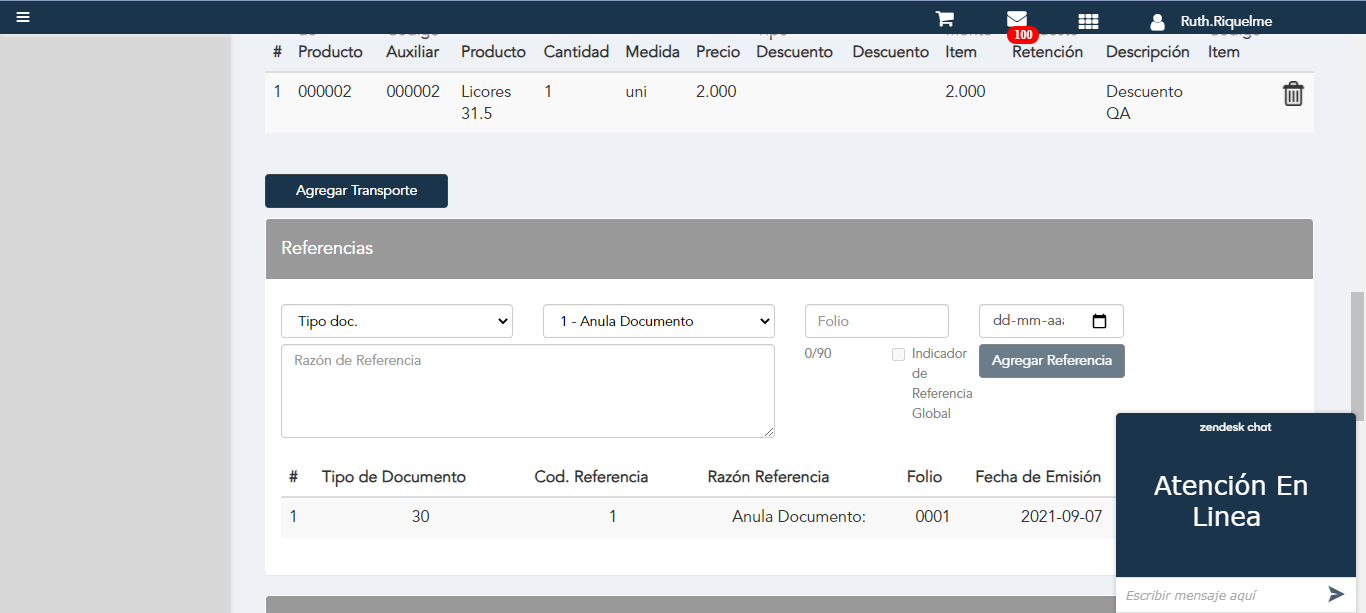 Ruth.Riquelme
100
# Producto Auxiliar Producto Cantidad Medida Precio Descuento Descuento Item Retención Descripción Item
1 000002 000002 Licores 1 uni 2.000 2.000 Descuento
31.5 QA
Agregar Transporte
Referencias
Tipo doc. 1 - Anula Documento Folio dd-mm-aaa
Razón de Referencia 0/90 Indicador Agregar Referencia
de
Referencia
Global
zendesk chat
# Tipo de Documento Cod. Referencia Razón Referencia Folio Fecha de Emisión
1 30 1 Anula Documento: 0001 2021-09-07
Atención En
Linea
Escribir mensaje aquí